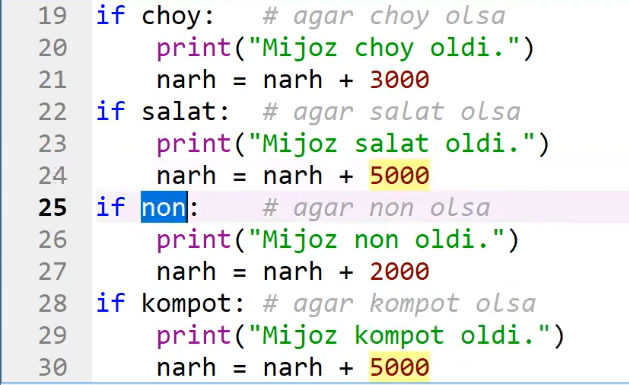 19 if choy:   # agar choy olsa
20     print("Mijoz choy oldi.")
21     narh = narh + 3000
22 if salat:  # agar salat olsa
23     print("Mijoz salat oldi.")
24     narh = narh + 5000
25 if non:    # agar non olsa
26     print("Mijoz non oldi.")
27     narh = narh + 2000
28 if kompot: # agar kompot olsa
29     print("Mijoz kompot oldi.")
30     narh = narh + 5000